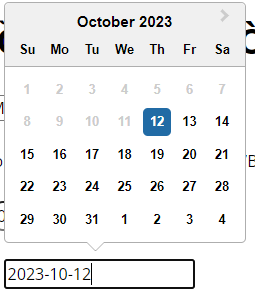 October 2023
Su Mo Tu We Th Fr Sa
1 2 3 4 5 6 7
8 9 10 11 12 13 14
15 16 17 18 19 20 21
22 23 24 25 26 27 28
29 30 31 1 2 3 4
2023-10-12